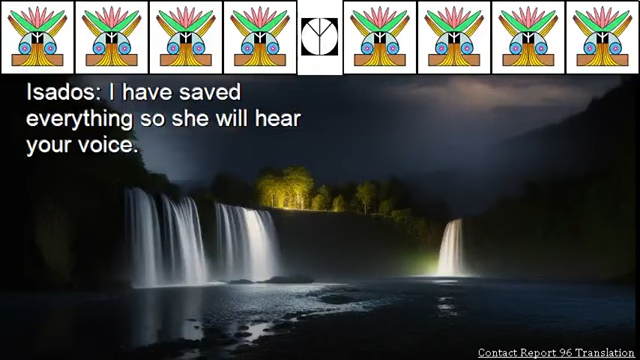 Isados: I have saved
everything so she will hear
your voice.
Contact Report 96 Translation